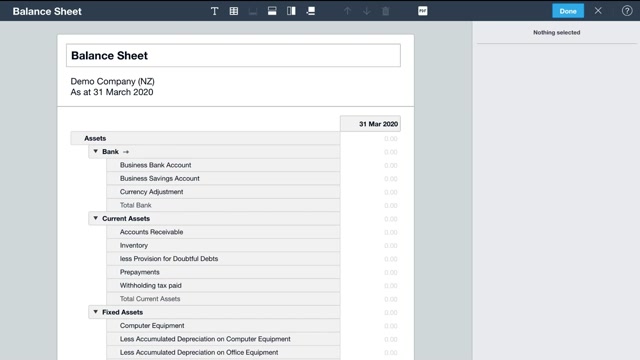 Balance Sheet
T
PDF
Done
?
Nothing selected
Balance Sheet
Demo Company (NZ)
As at 31 March 2020
31 Mar 2020
Assets 0.00
Bank → 0.00
Business Bank Account 0.00
Business Savings Account 0.00
Currency Adjustment 0.00
Total Bank 0.00
Current Assets 0.00
Accounts Receivable 0.00
Inventory 0.00
less Provision for Doubtful Debts 0.00
Prepayments 0.00
Withholding tax paid 0.00
Total Current Assets 0.00
Fixed Assets 0.00
Computer Equipment 0.00
Less Accumulated Depreciation on Computer Equipment 0.00
Less Accumulated Depreciation on Office Equipment 0.00